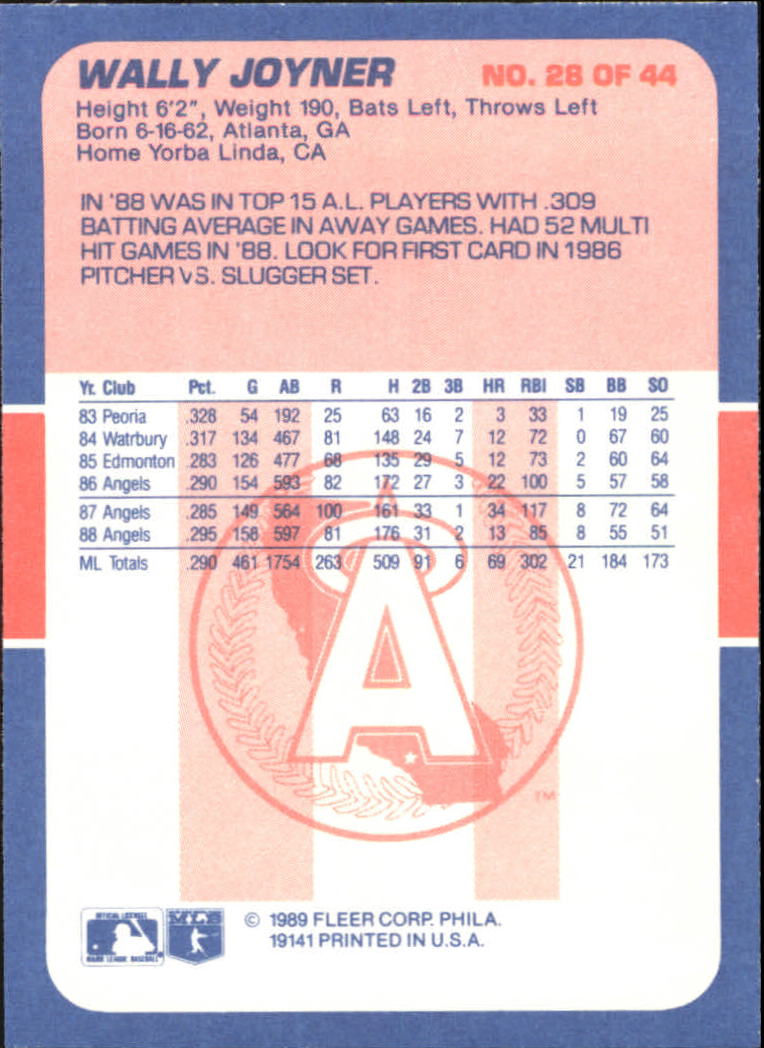 WALLY JOYNER NO. 28 OF 44
Height 6'2", Weight 190, Bats Left, Throws Left
Born 6-16-62, Atlanta, GA
Home Yorba Linda, CA
IN '88 WAS IN TOP 15 A.L. PLAYERS WITH .309
BATTING AVERAGE IN AWAY GAMES. HAD 52 MULTI
HIT GAMES IN '88. LOOK FOR FIRST CARD IN 1986
PITCHER VS. SLUGGER SET.
Yr. Club Pct. G AB R H 2B 3B HR RBI SB BB SO
83 Peoria .328 54 192 25 63 16 2 3 33 1 19 25
84 Watrbury .317 134 467 81 148 24 7 12 72 0 67 60
85 Edmonton .283 126 477 68 135 29 5 12 73 2 60 64
86 Angels .290 154 593 82 172 27 3 22 100 5 57 58
87 Angels .285 149 564 100 161 33 1 34 117 8 72 64
88 Angels .295 158 597 81 176 31 2 13 85 8 55 51
ML Totals .290 461 1754 263 509 91 6 69 302 21 184 173
A
TM
OFFICIAL LICENSEE
MAJOR LEAGUE BASEBALL
© 1989 FLEER CORP. PHILA.
19141 PRINTED IN U.S.A.